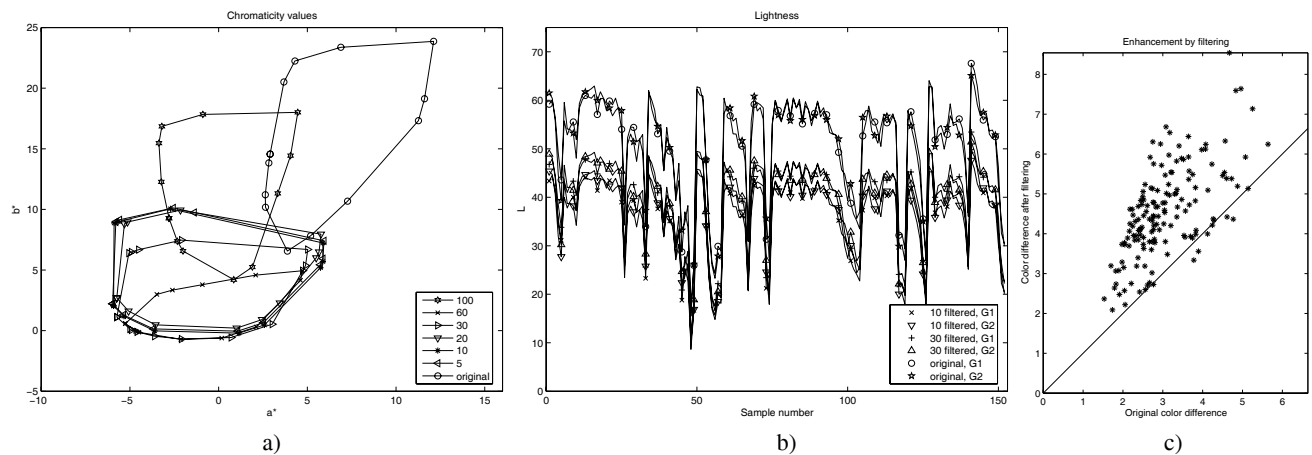 Chromaticity values
25
20
15
10
5
0
−5
−10
−5
0
5
10
15
a*
b*
100
60
30
20
10
5
original
a)
Lightness
70
60
50
40
30
20
10
0
0
50
100
150
Sample number
L
10 filtered, G1
10 filtered, G2
30 filtered, G1
30 filtered, G2
original, G1
original, G2
b)
Enhancement by filtering
8
7
6
5
4
3
2
1
0
0
1
2
3
4
5
6
Original color difference
Color difference after filtering
c)